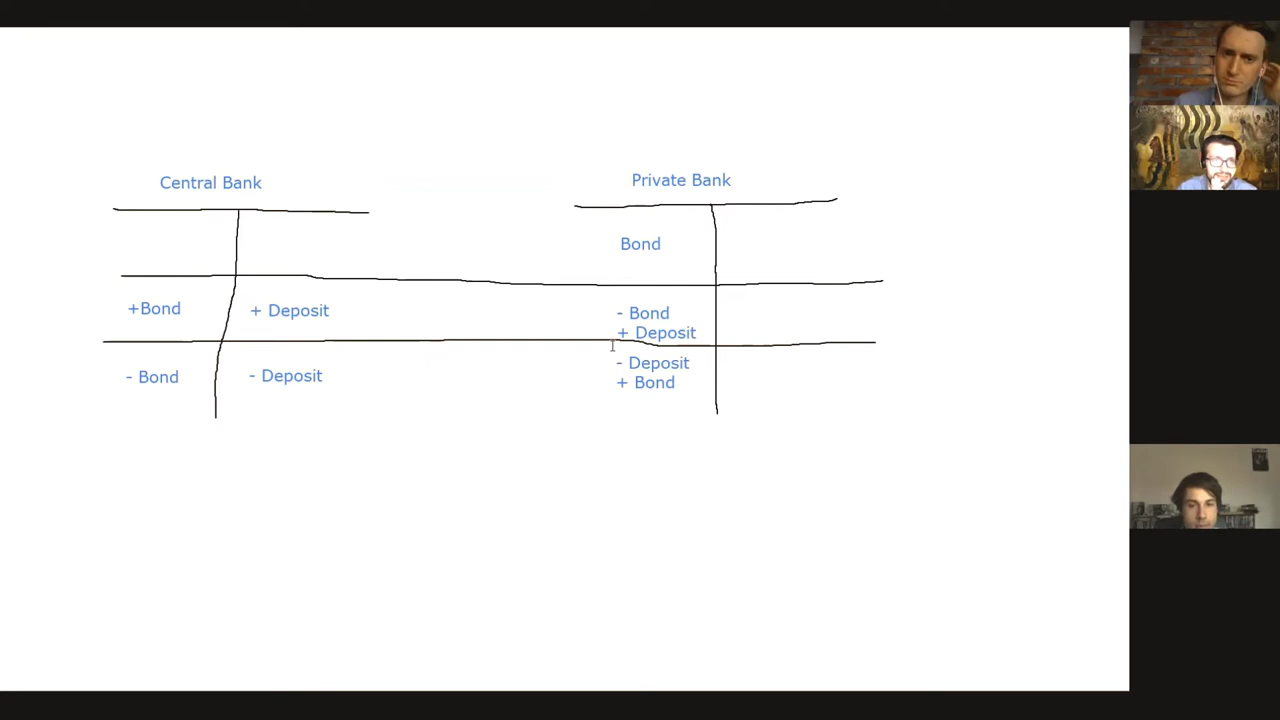 Central Bank
Private Bank
Bond
+Bond
+ Deposit
- Bond
+ Deposit
- Bond
- Deposit
- Deposit
+ Bond